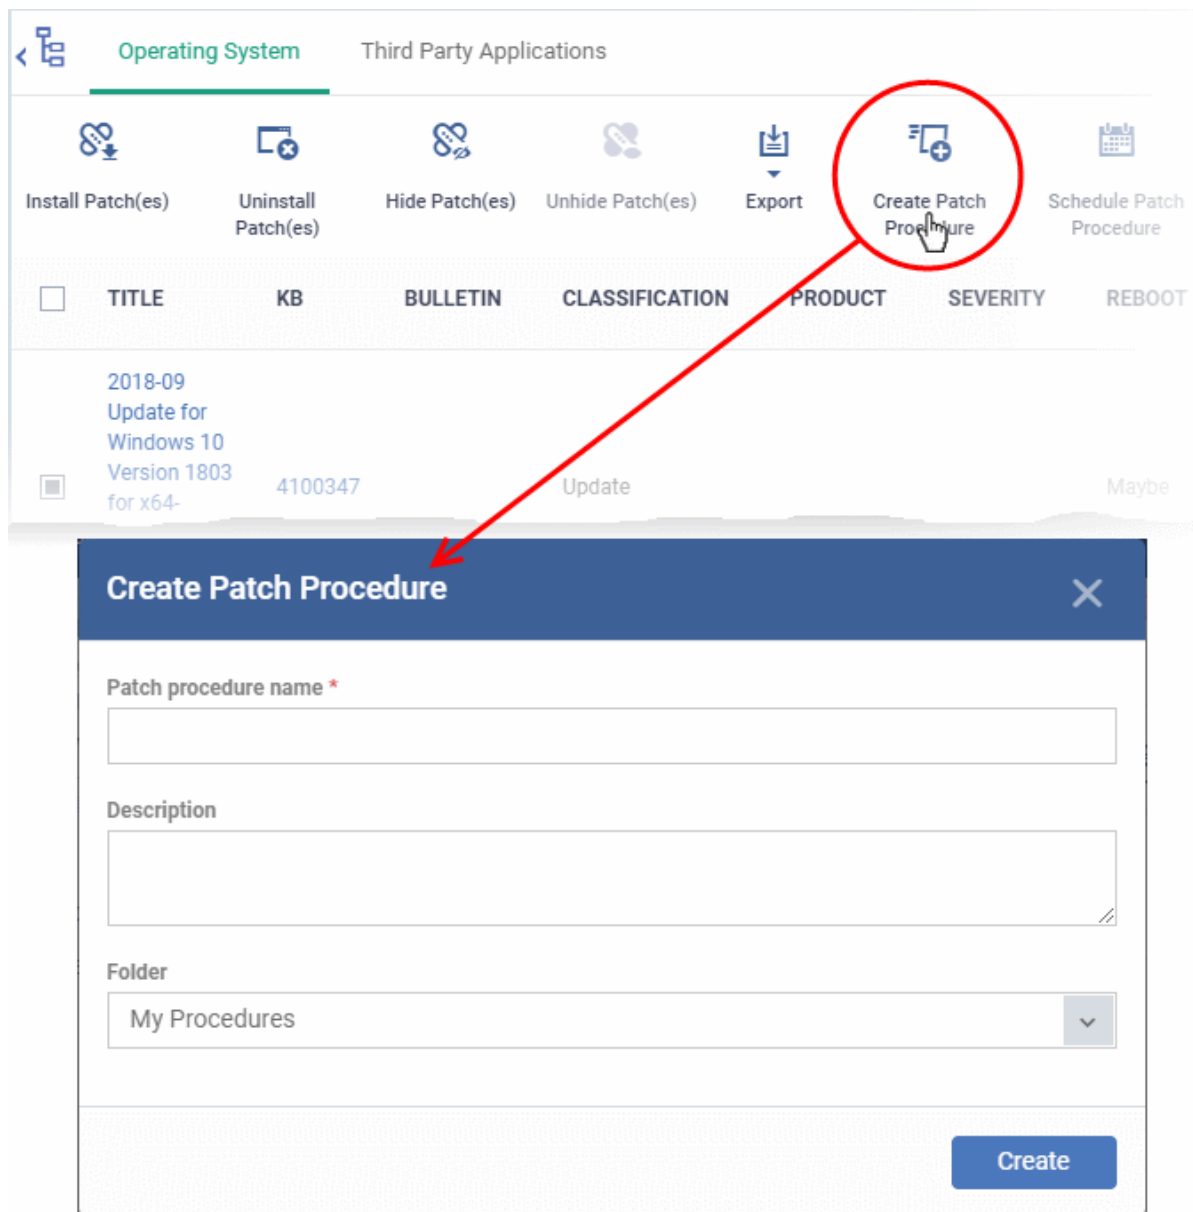 Operating System Third Party Applications
Install Patch(es) Uninstall Patch(es) Hide Patch(es) Unhide Patch(es) Export Create Patch Procedure Schedule Patch Procedure
TITLE KB BULLETIN CLASSIFICATION PRODUCT SEVERITY REBOOT
2018-09
Update for
Windows 10
Version 1803
for x64-
4100347 Update Maybe
Create Patch Procedure
Patch procedure name *
Description
Folder
My Procedures
Create